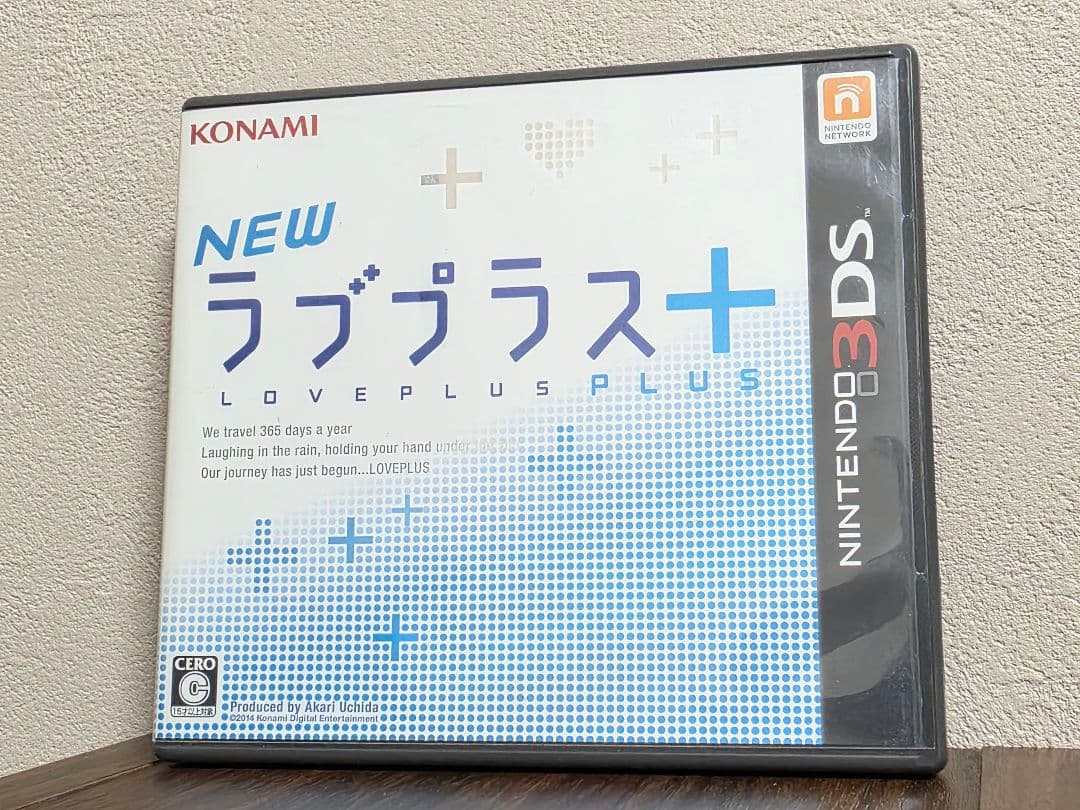 KONAMI
NEW
ラブプラス+
LOVEPLUS PLUS
We travel 365 days a year
Laughing in the rain, holding your hand under
Our journey has just begun...LOVEPLUS
CERO
C
15才以上対象
Produced by Akari Uchida
©2014 Konami Digital Entertainment
n
NINTENDO
NETWORK
NINTENDO 3DS™